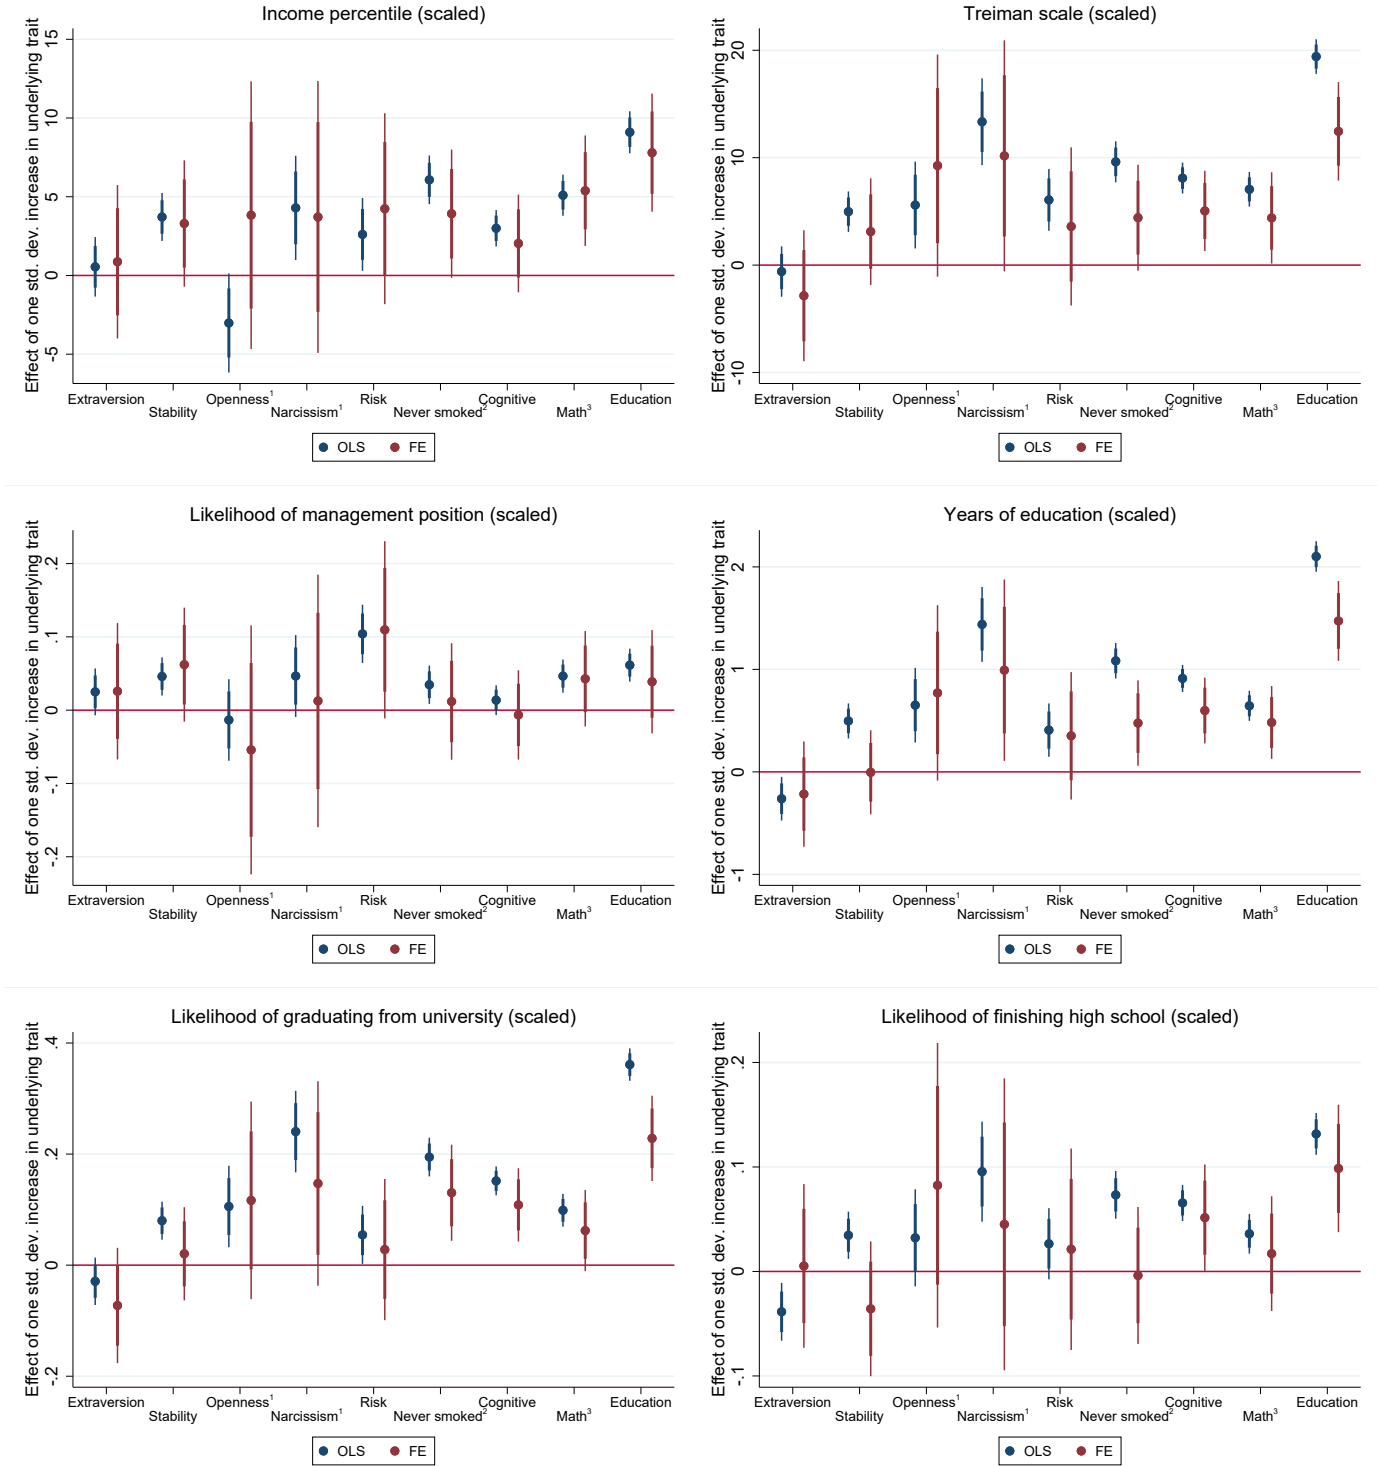 Income percentile (scaled)
Effect of one std. dev. increase in underlying trait
15
10
5
0
-5
Extraversion Stability Openness¹ Narcissism¹ Risk Never smoked² Cognitive Math³ Education
OLS FE
Treiman scale (scaled)
Effect of one std. dev. increase in underlying trait
20
10
0
-10
Extraversion Stability Openness¹ Narcissism¹ Risk Never smoked² Cognitive Math³ Education
OLS FE
Likelihood of management position (scaled)
Effect of one std. dev. increase in underlying trait
.2
.1
0
-.1
-.2
Extraversion Stability Openness¹ Narcissism¹ Risk Never smoked² Cognitive Math³ Education
OLS FE
Years of education (scaled)
Effect of one std. dev. increase in underlying trait
2
1
0
-1
Extraversion Stability Openness¹ Narcissism¹ Risk Never smoked² Cognitive Math³ Education
OLS FE
Likelihood of graduating from university (scaled)
Effect of one std. dev. increase in underlying trait
.4
.2
0
-.2
Extraversion Stability Openness¹ Narcissism¹ Risk Never smoked² Cognitive Math³ Education
OLS FE
Likelihood of finishing high school (scaled)
Effect of one std. dev. increase in underlying trait
.2
.1
0
-.1
Extraversion Stability Openness¹ Narcissism¹ Risk Never smoked² Cognitive Math³ Education
OLS FE